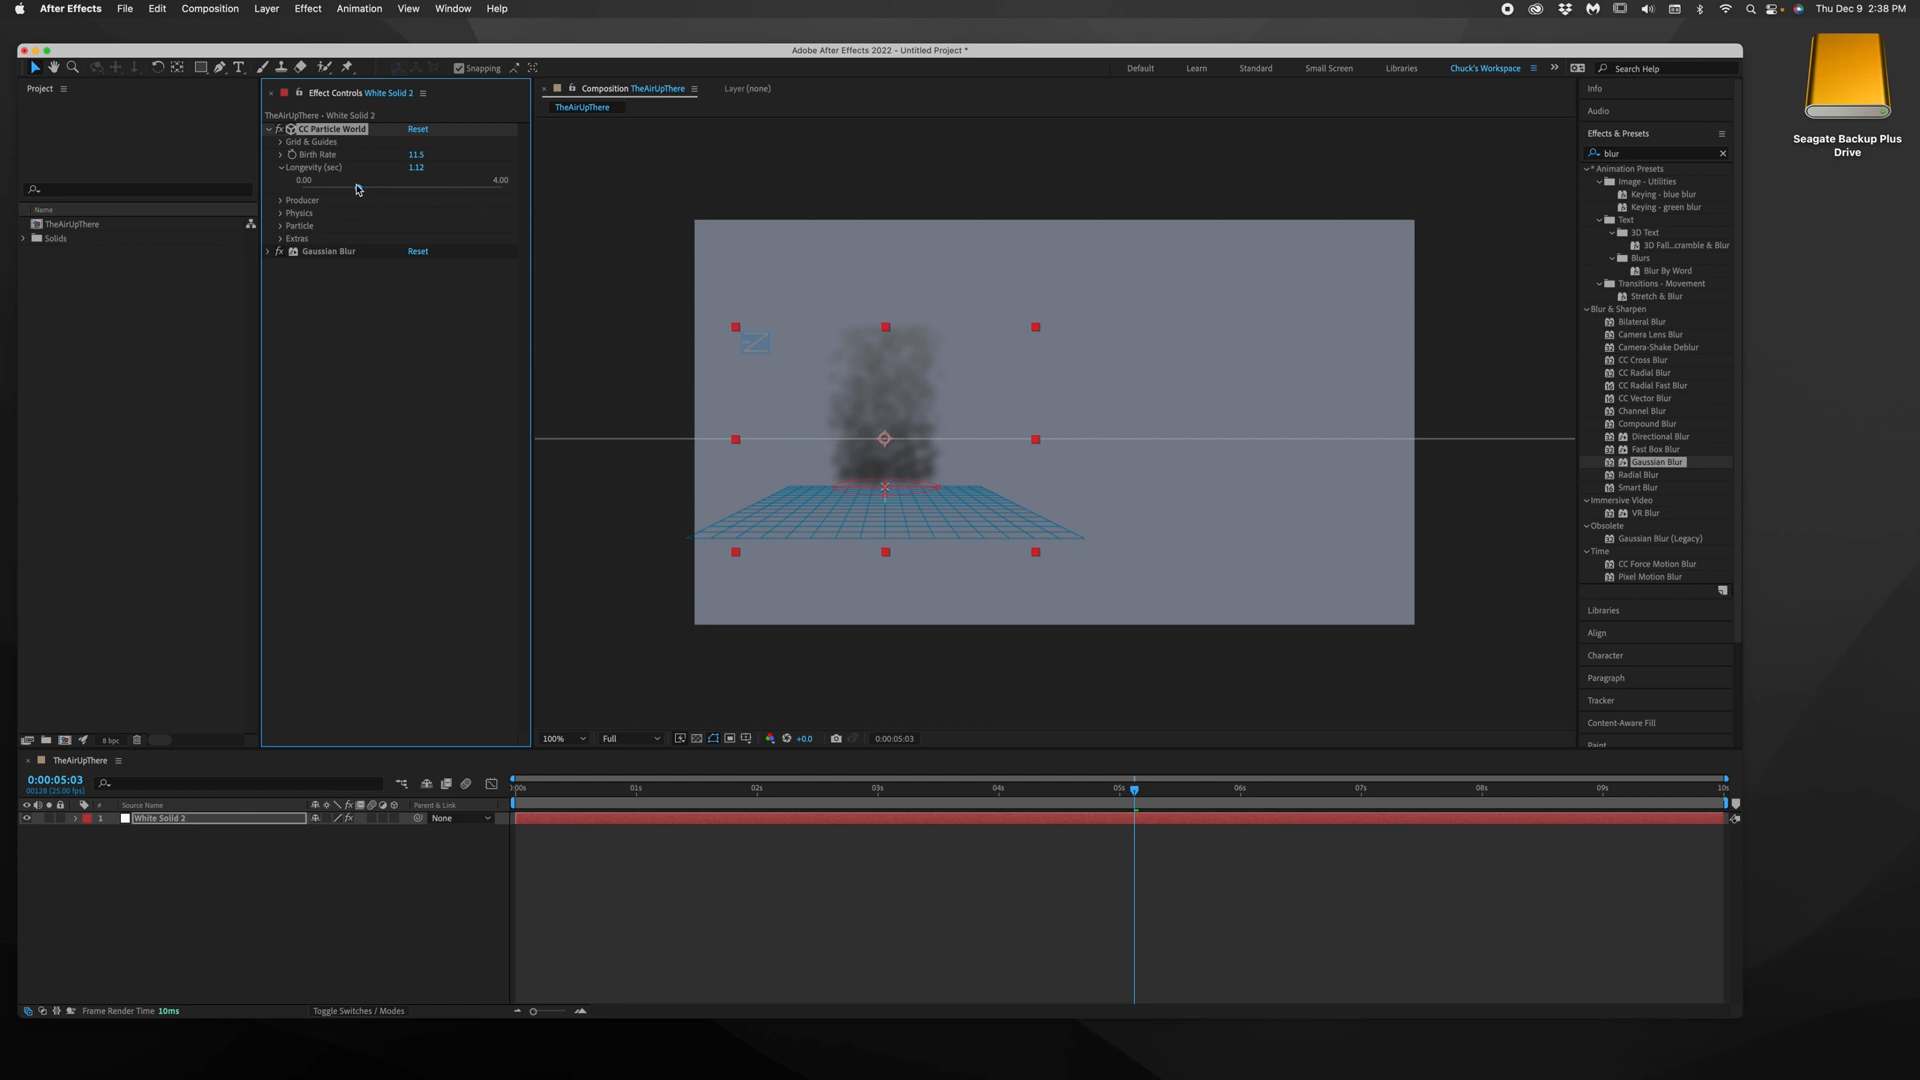 After Effects File Edit Composition Layer Effect Animation View Window Help Thu Dec 9 2:38 PM
Adobe After Effects 2022 - Untitled Project *
Snapping Default Learn Standard Small Screen Libraries Chuck's Workspace Search Help
Project
Effect Controls White Solid 2
Composition TheAirUpThere Layer (none)
TheAirUpThere
TheAirUpThere • White Solid 2
fx CC Particle World Reset
Grid & Guides
Birth Rate 11.5
Longevity (sec) 1.12
0.00 4.00
Producer
Physics
Particle
Extras
fx Gaussian Blur Reset
Name
TheAirUpThere
Solids
8 bpc
100% Full +0.0 0:00:05:03
Info
Audio
Effects & Presets
blur
* Animation Presets
Image - Utilities
Keying - blue blur
Keying - green blur
Text
3D Text
3D Fall...cramble & Blur
Blurs
Blur By Word
Transitions - Movement
Stretch & Blur
Blur & Sharpen
Bilateral Blur
Camera Lens Blur
Camera-Shake Deblur
CC Cross Blur
CC Radial Blur
CC Radial Fast Blur
CC Vector Blur
Channel Blur
Compound Blur
Directional Blur
Fast Box Blur
Gaussian Blur
Radial Blur
Smart Blur
Immersive Video
VR Blur
Obsolete
Gaussian Blur (Legacy)
Time
CC Force Motion Blur
Pixel Motion Blur
Libraries
Align
Character
Paragraph
Tracker
Content-Aware Fill
Paint
Seagate Backup Plus
Drive
TheAirUpThere
0:00:05:03
00128 (25.00 fps)
:00s 01s 02s 03s 04s 05s 06s 07s 08s 09s 10s
# Source Name Parent & Link
1 White Solid 2 None
Frame Render Time 10ms Toggle Switches / Modes